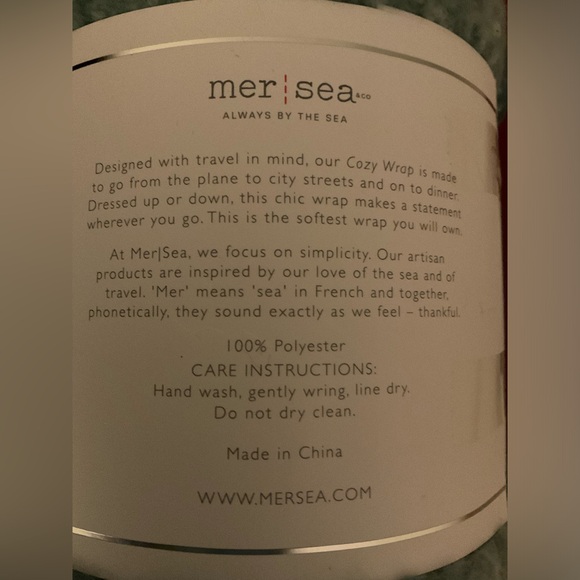 mer|sea &CO
ALWAYS BY THE SEA
Designed with travel in mind, our Cozy Wrap is made
to go from the plane to city streets and on to dinner.
Dressed up or down, this chic wrap makes a statement
wherever you go. This is the softest wrap you will own.
At Mer|Sea, we focus on simplicity. Our artisan
products are inspired by our love of the sea and of
travel. 'Mer' means 'sea' in French and together,
phonetically, they sound exactly as we feel – thankful.
100% Polyester
CARE INSTRUCTIONS:
Hand wash, gently wring, line dry.
Do not dry clean.
Made in China
WWW.MERSEA.COM